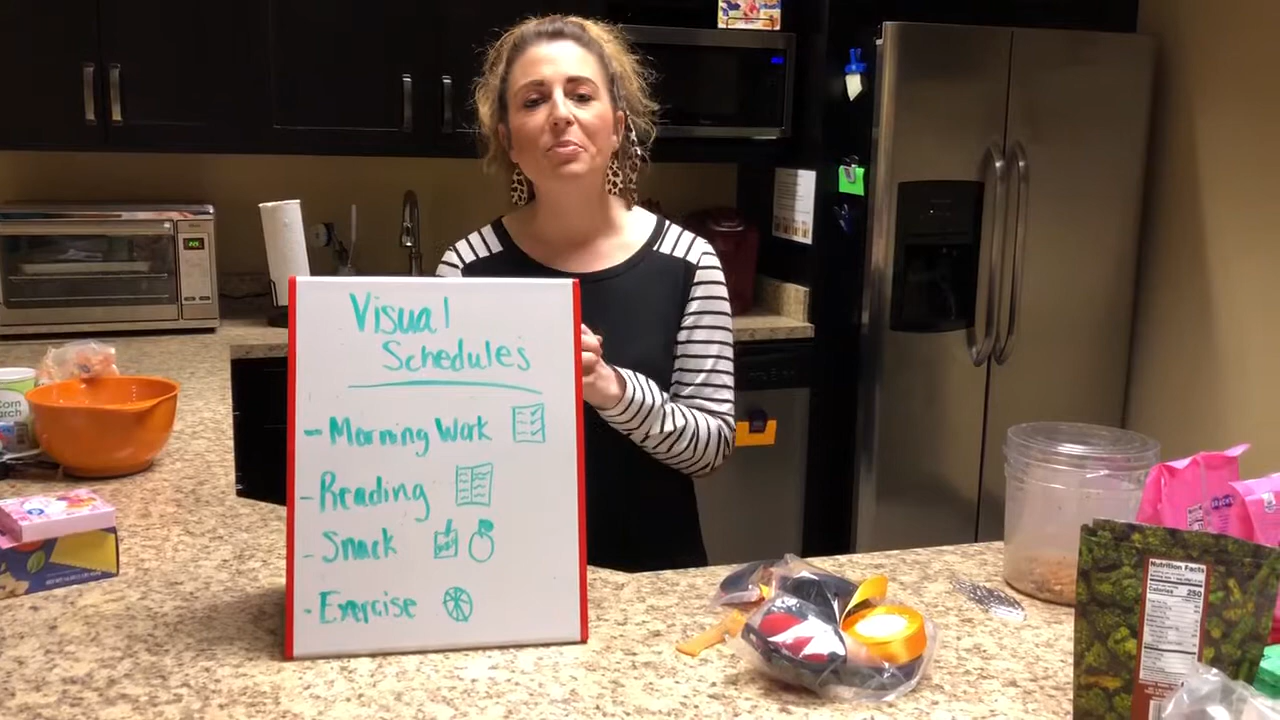 Visual
Schedules
- Morning Work
- Reading
- Snack
- Exercise
Corn
Starch
Nutrition Facts
Calories 250